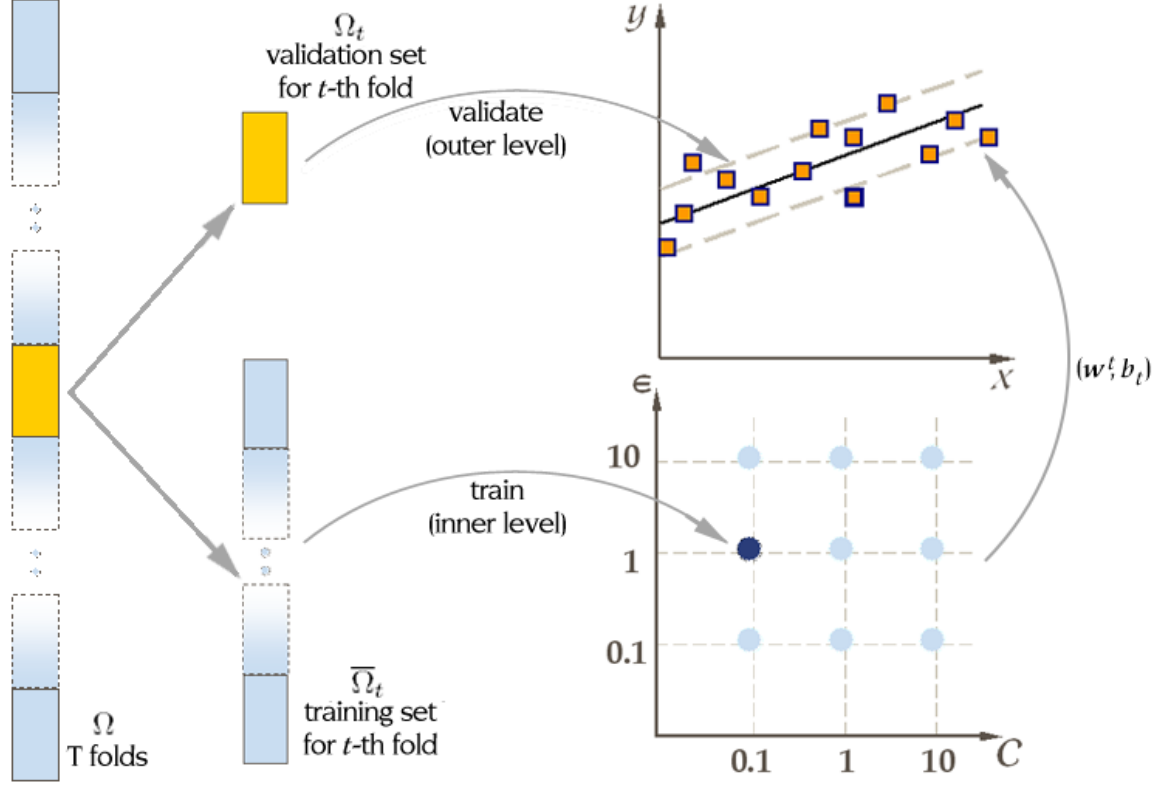 Ω_t
validation set
for t-th fold
validate
(outer level)
y
x
(w^t, b_t)
ϵ
10
1
0.1
0.1 1 10
C
train
(inner level)
Ω
T folds
Ω̅_t
training set
for t-th fold